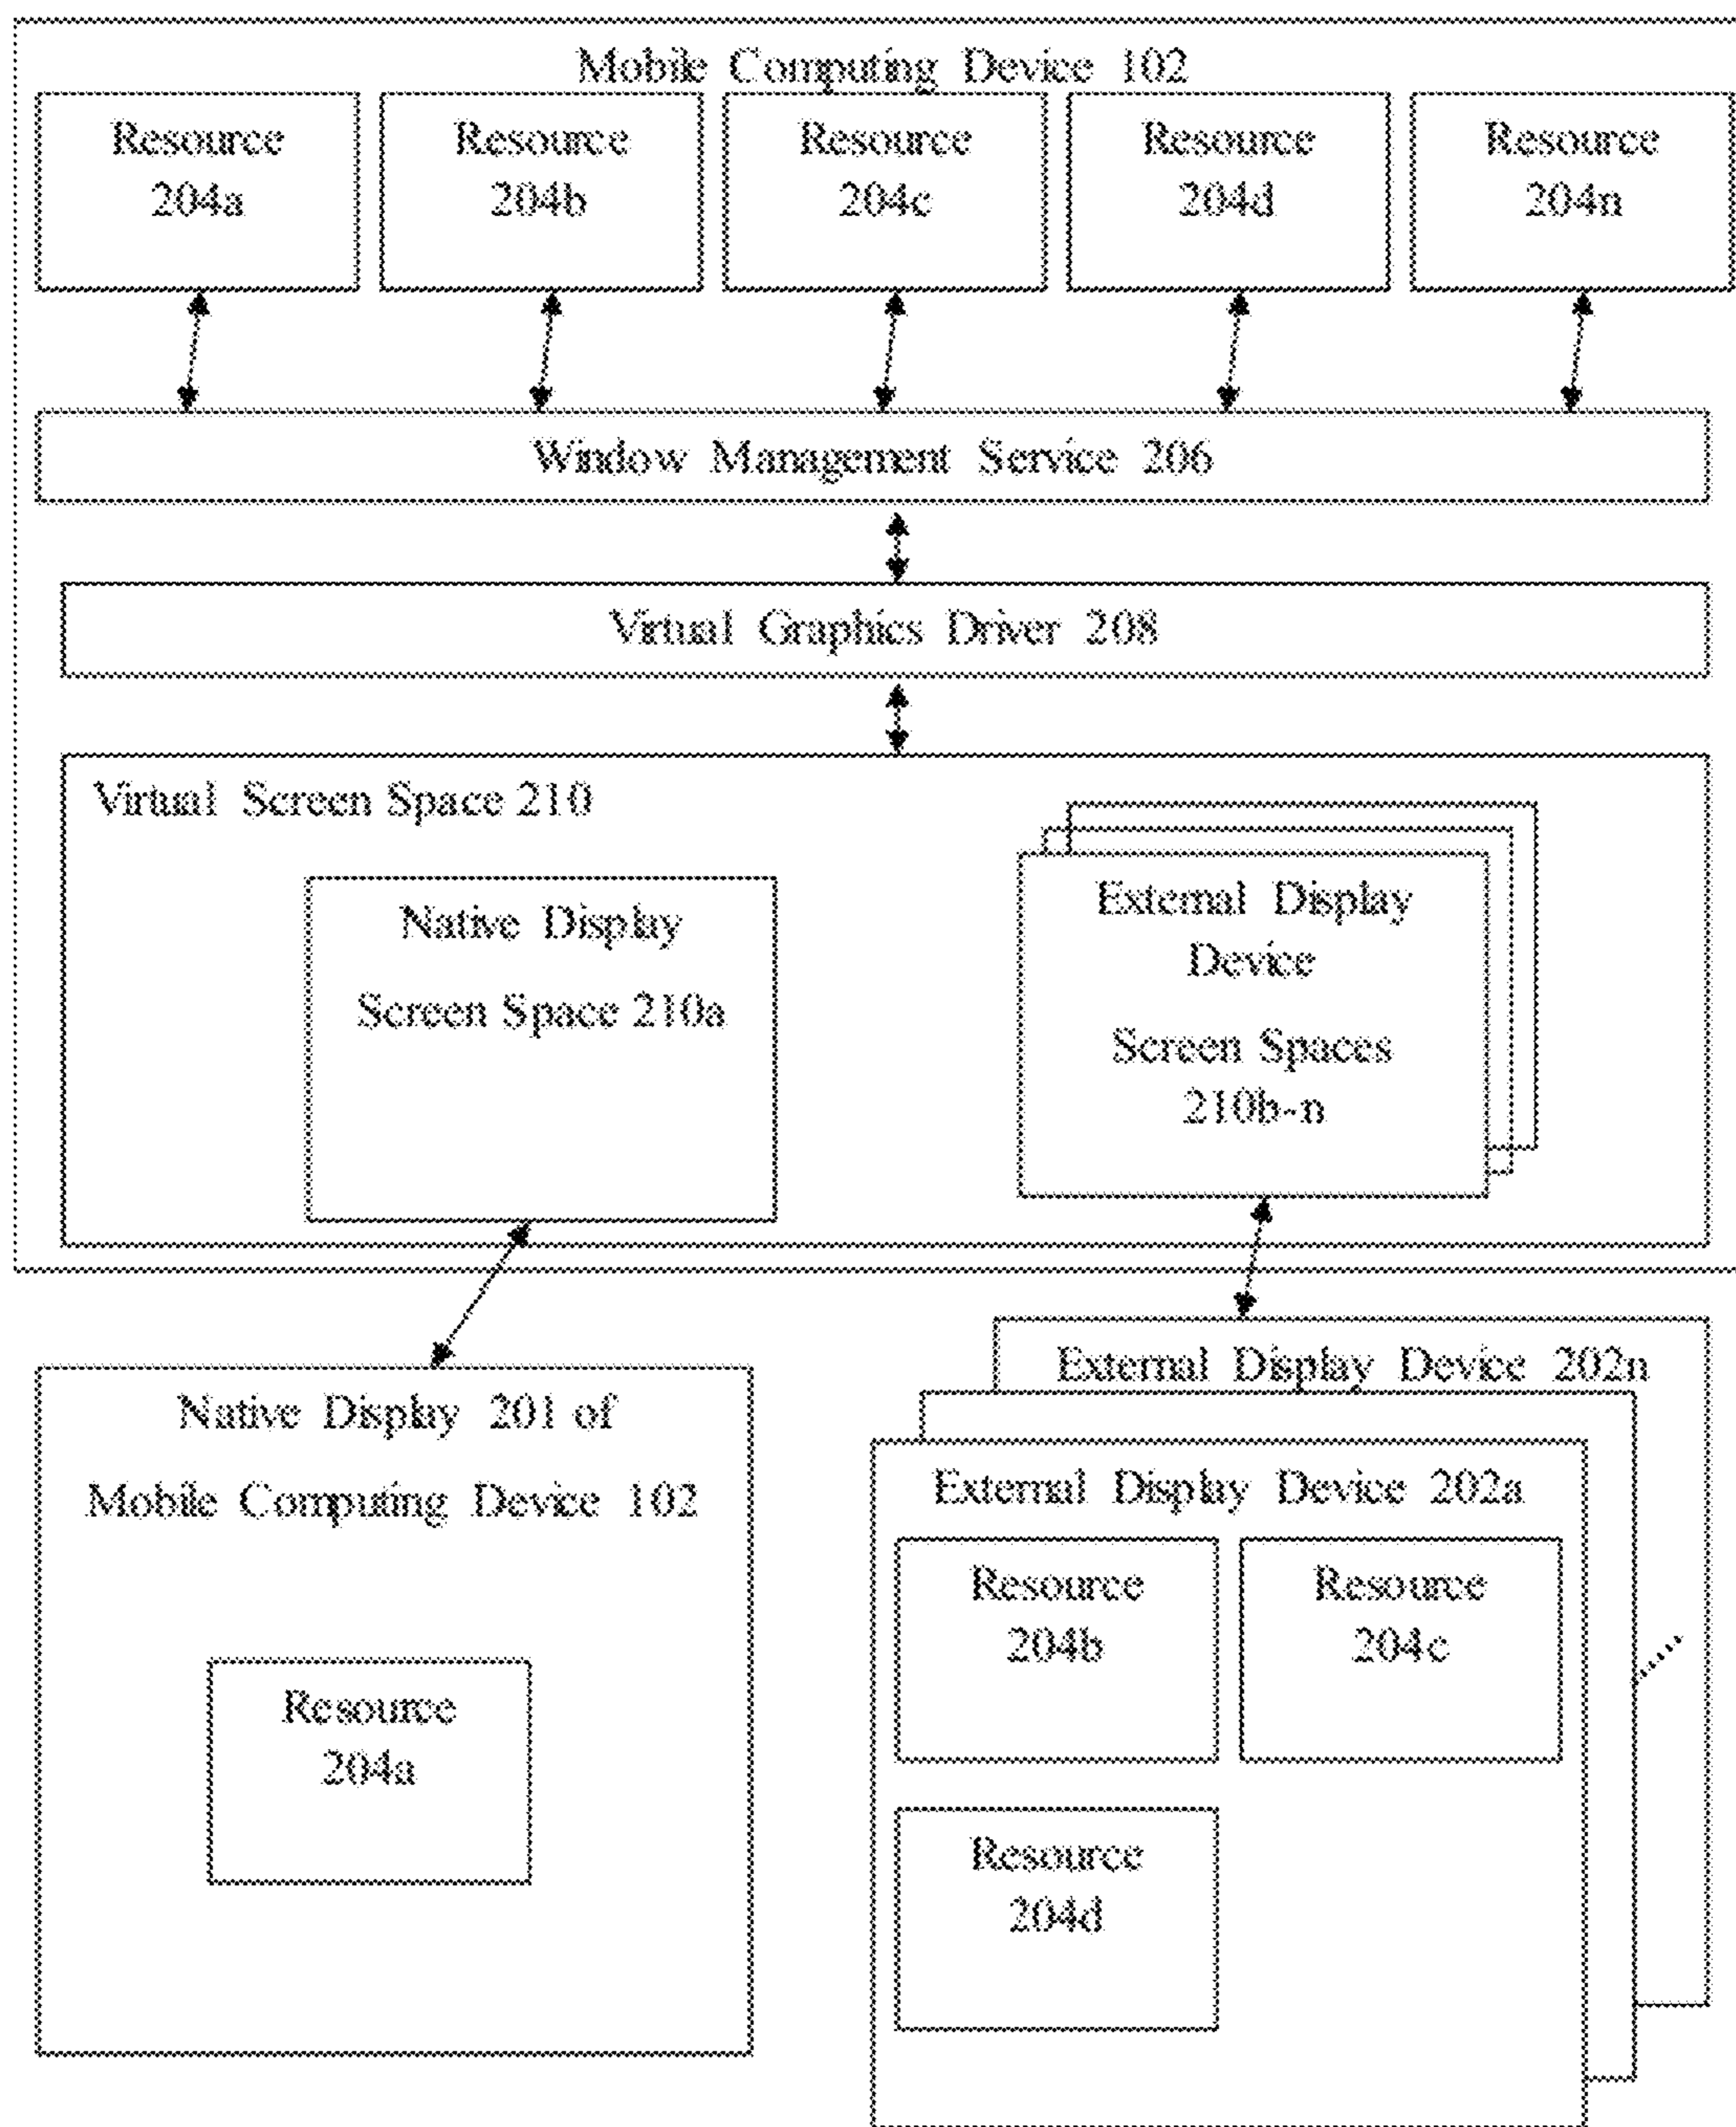 Mobile Computing Device 102
Resource
204a
Resource
204b
Resource
204c
Resource
204d
Resource
204n
Window Management Service 206
Virtual Graphics Driver 208
Virtual Screen Space 210
Native Display
Screen Space 210a
External Display
Device
Screen Spaces
210b-n
Native Display 201 of
Mobile Computing Device 102
Resource
204a
External Display Device 202n
External Display Device 202a
Resource
204b
Resource
204c
Resource
204d